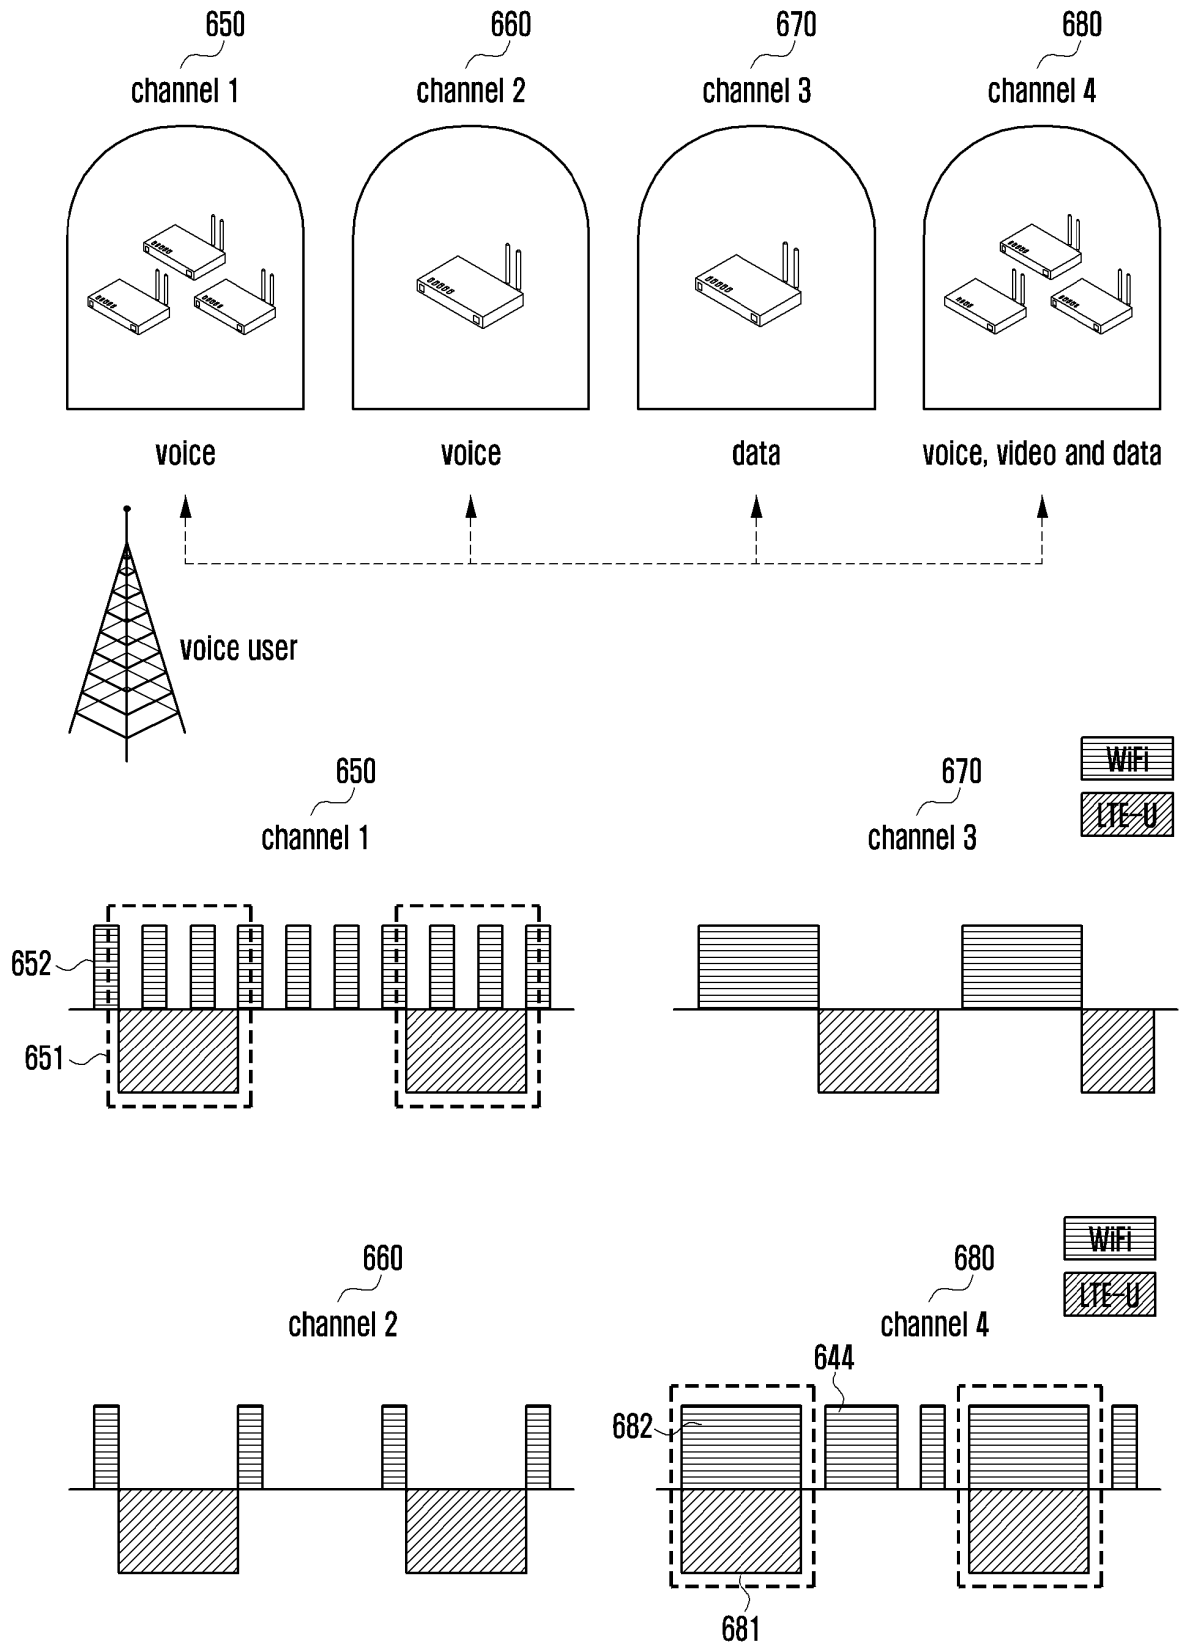 650 660 670 680
channel 1 channel 2 channel 3 channel 4
voice voice data voice, video and data
voice user
650 670
channel 1 channel 3
WiFi
LTE-U
652
651
660 680
channel 2 channel 4
WiFi
LTE-U
644
682
681